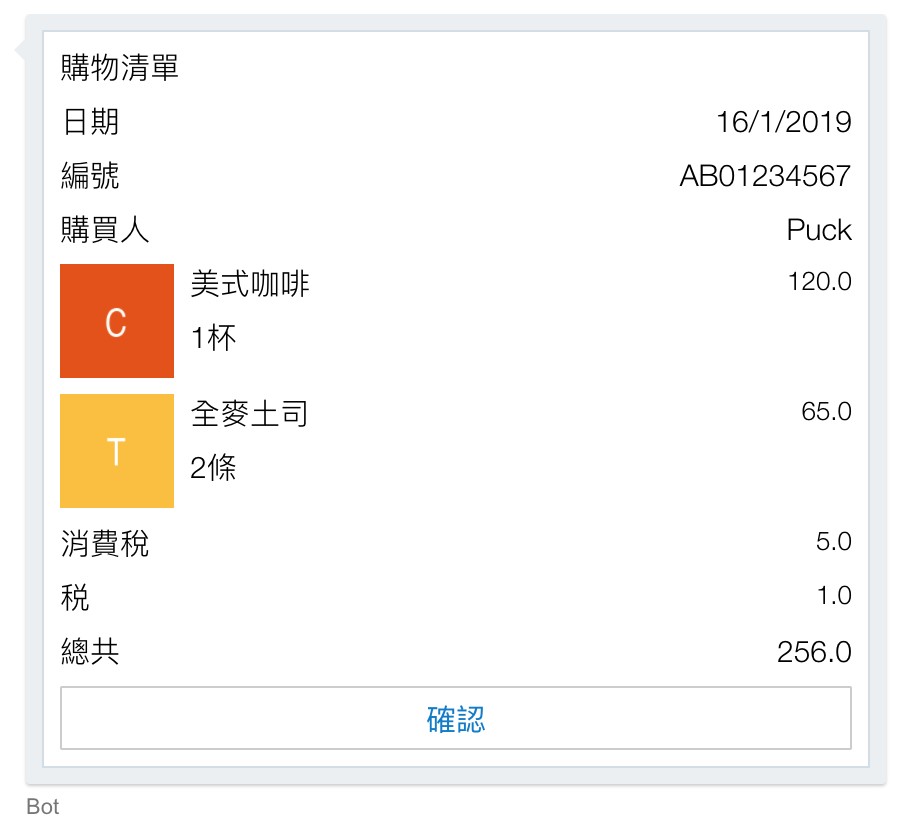 購物清單
日期 16/1/2019
編號 AB01234567
購買人 Puck
C 美式咖啡 120.0
1杯
T 全麥土司 65.0
2條
消費稅 5.0
税 1.0
總共 256.0
確認
Bot